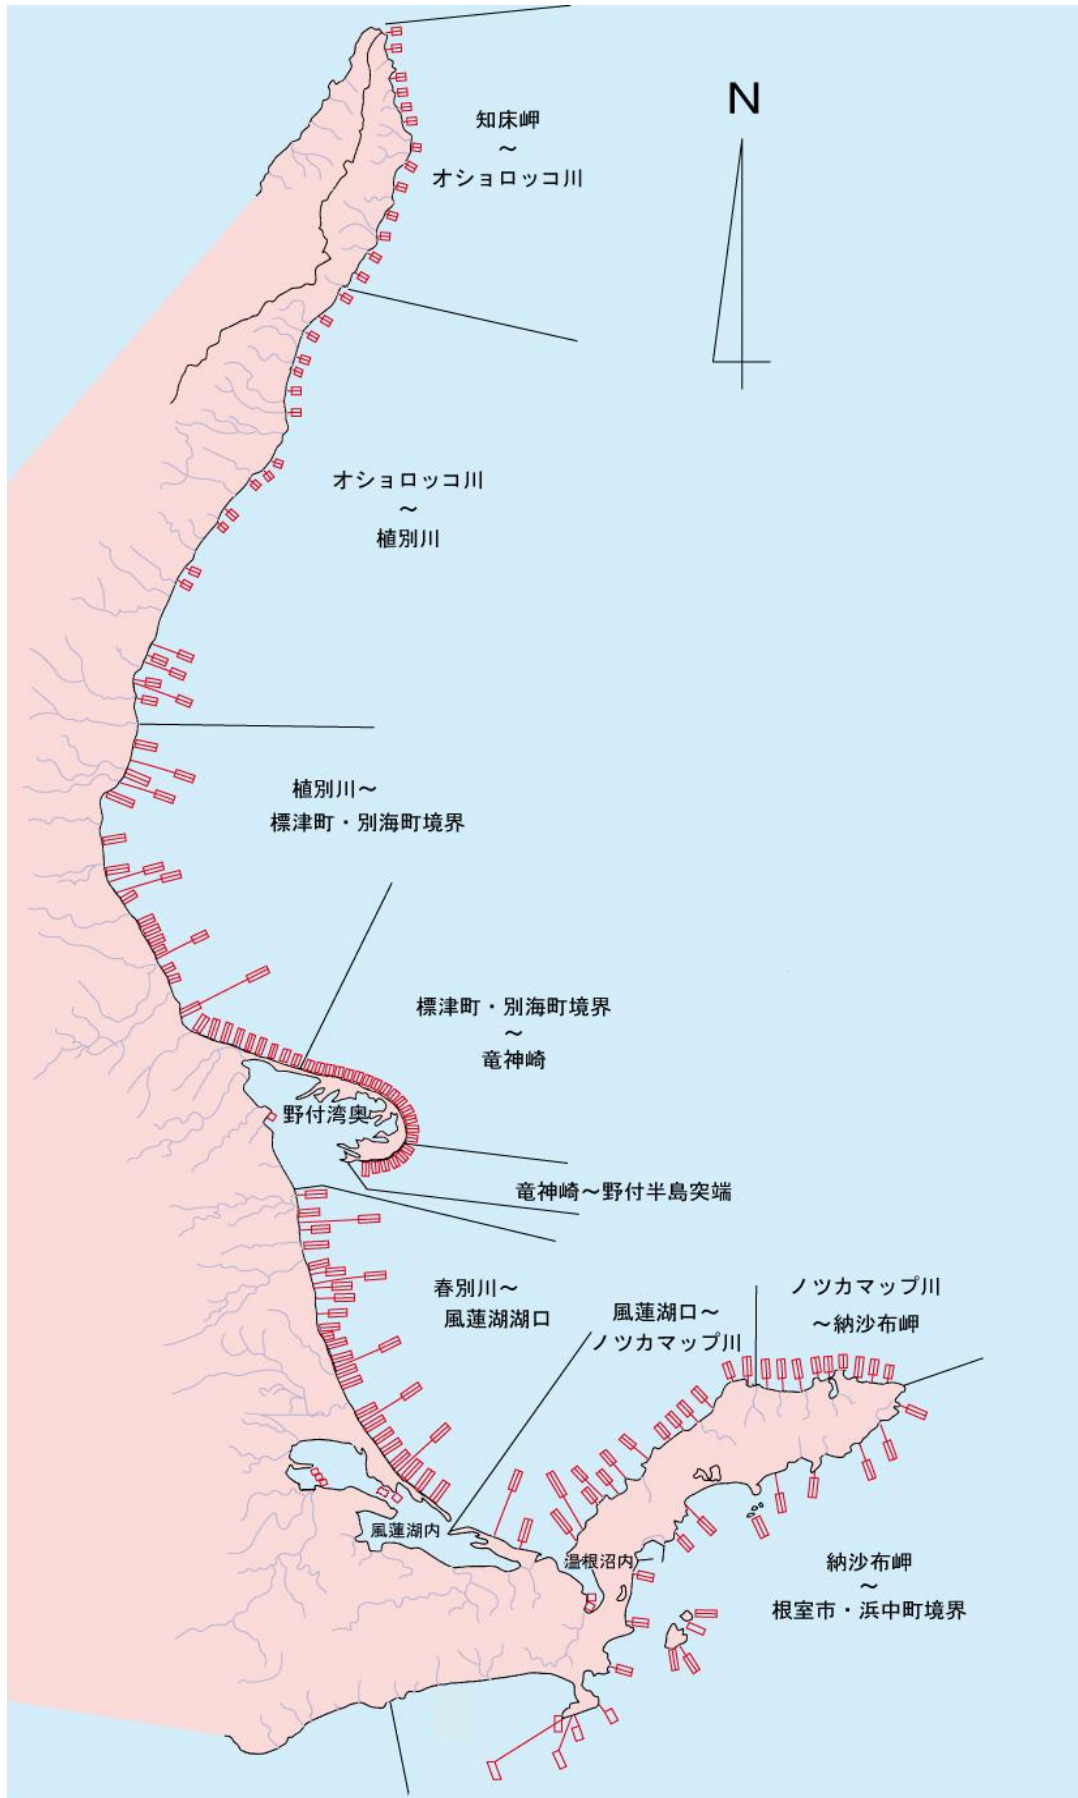 N
知床岬
～
オショロッコ川
オショロッコ川
～
植別川
植別川～
標津町・別海町境界
標津町・別海町境界
～
竜神崎
野付湾奥
竜神崎～野付半島突端
春別川～
風蓮湖湖口
風蓮湖口～
ノツカマップ川
ノツカマップ川
～納沙布岬
風蓮湖内
温根沼内
納沙布岬
～
根室市・浜中町境界